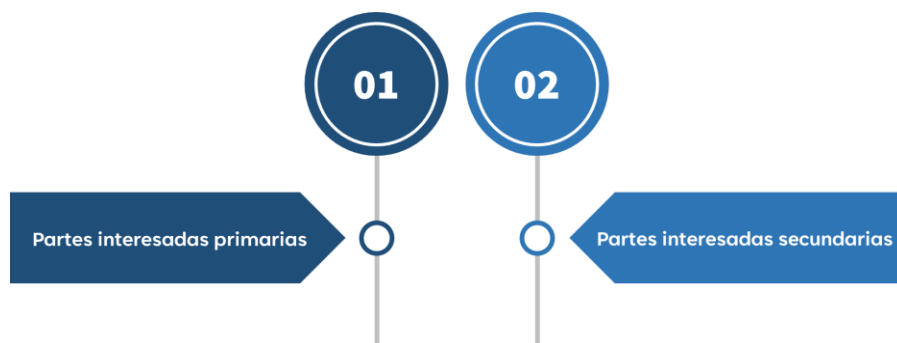 01
02
Partes interesadas primarias
Partes interesadas secundarias